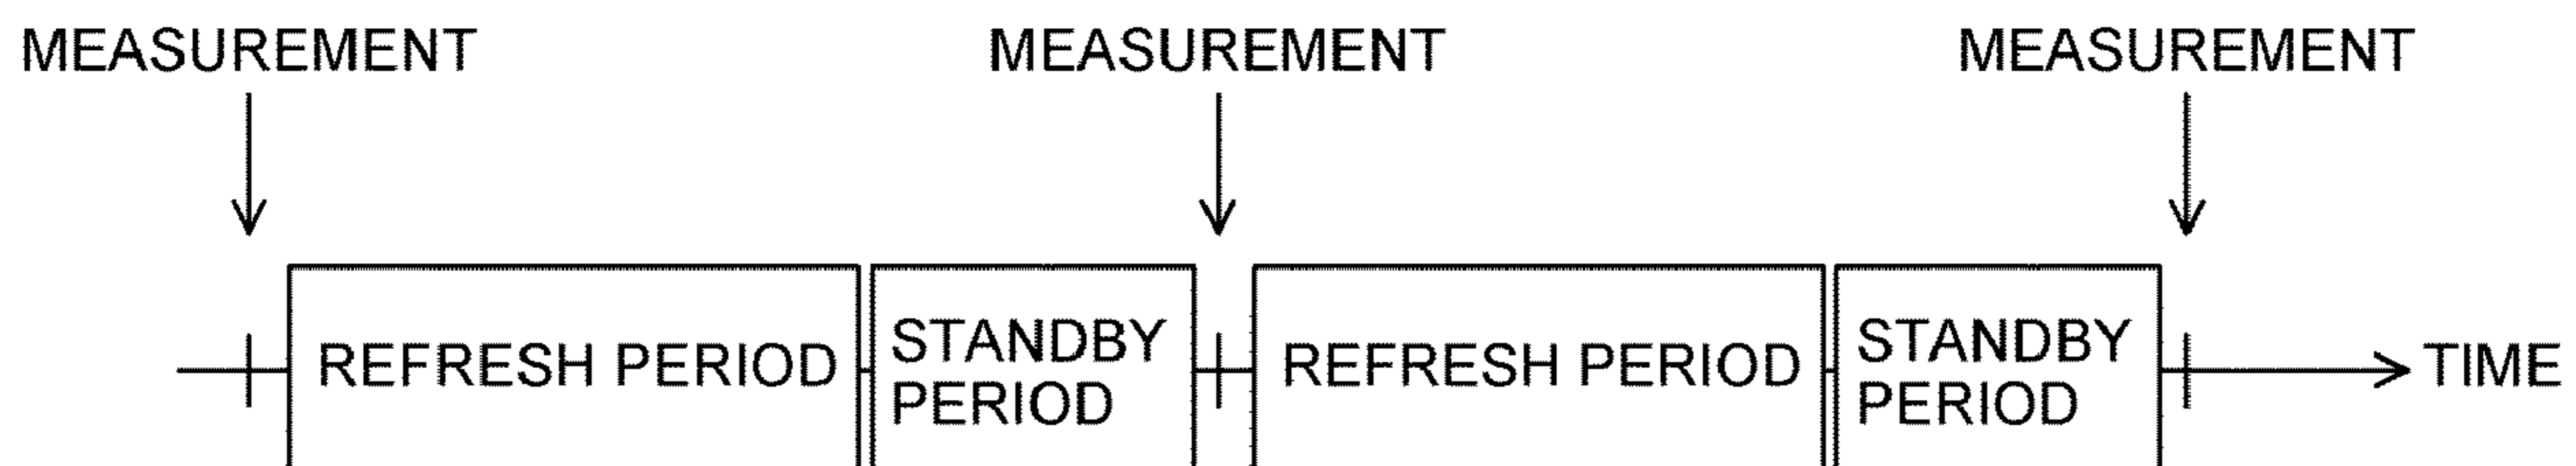 MEASUREMENT MEASUREMENT MEASUREMENT
REFRESH PERIOD
STANDBY
PERIOD
REFRESH PERIOD
STANDBY
PERIOD
TIME